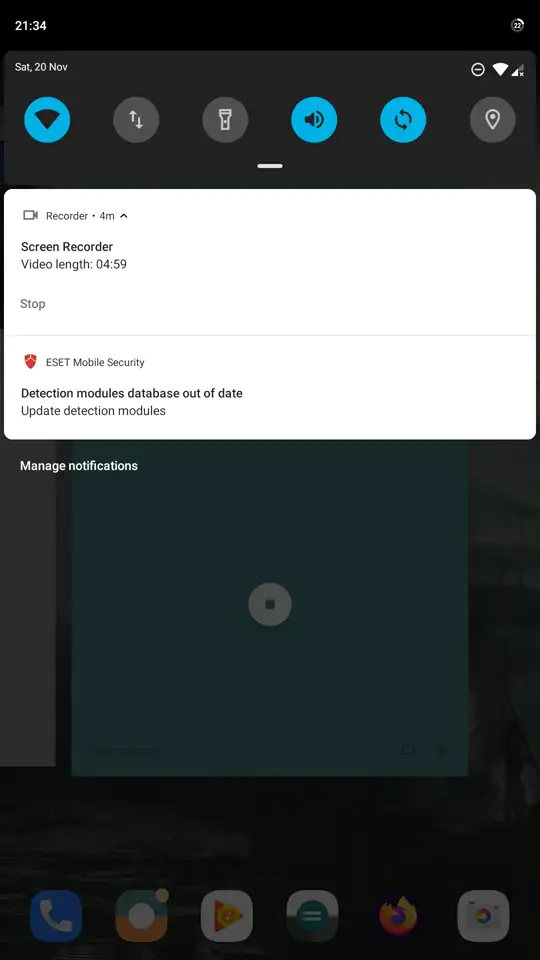 21:34
22
Sat, 20 Nov
Recorder • 4m
Screen Recorder
Video length: 04:59
Stop
ESET Mobile Security
Detection modules database out of date
Update detection modules
Manage notifications